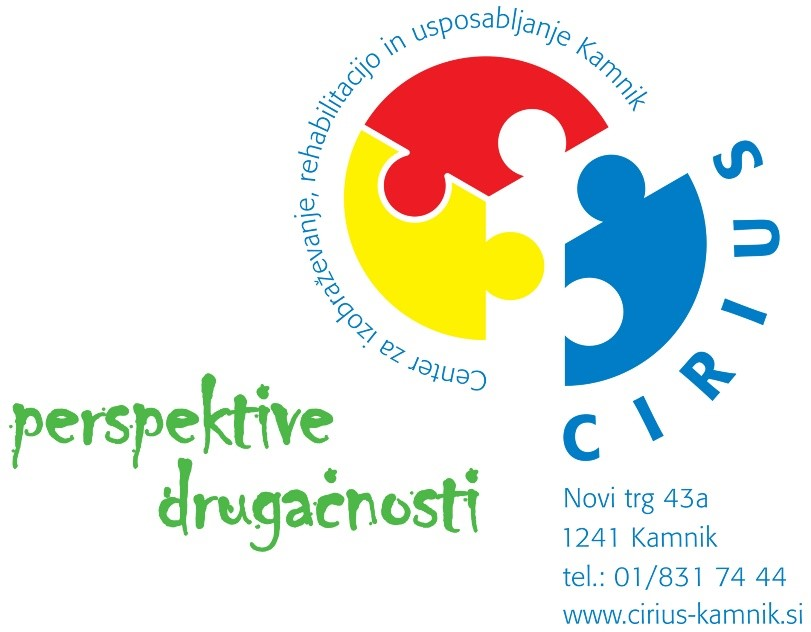 Center za izobraževanje, rehabilitacijo in usposabljanje Kamnik
CIRIUS
perspektive
drugačnosti
Novi trg 43a
1241 Kamnik
tel.: 01/831 74 44
www.cirius-kamnik.si